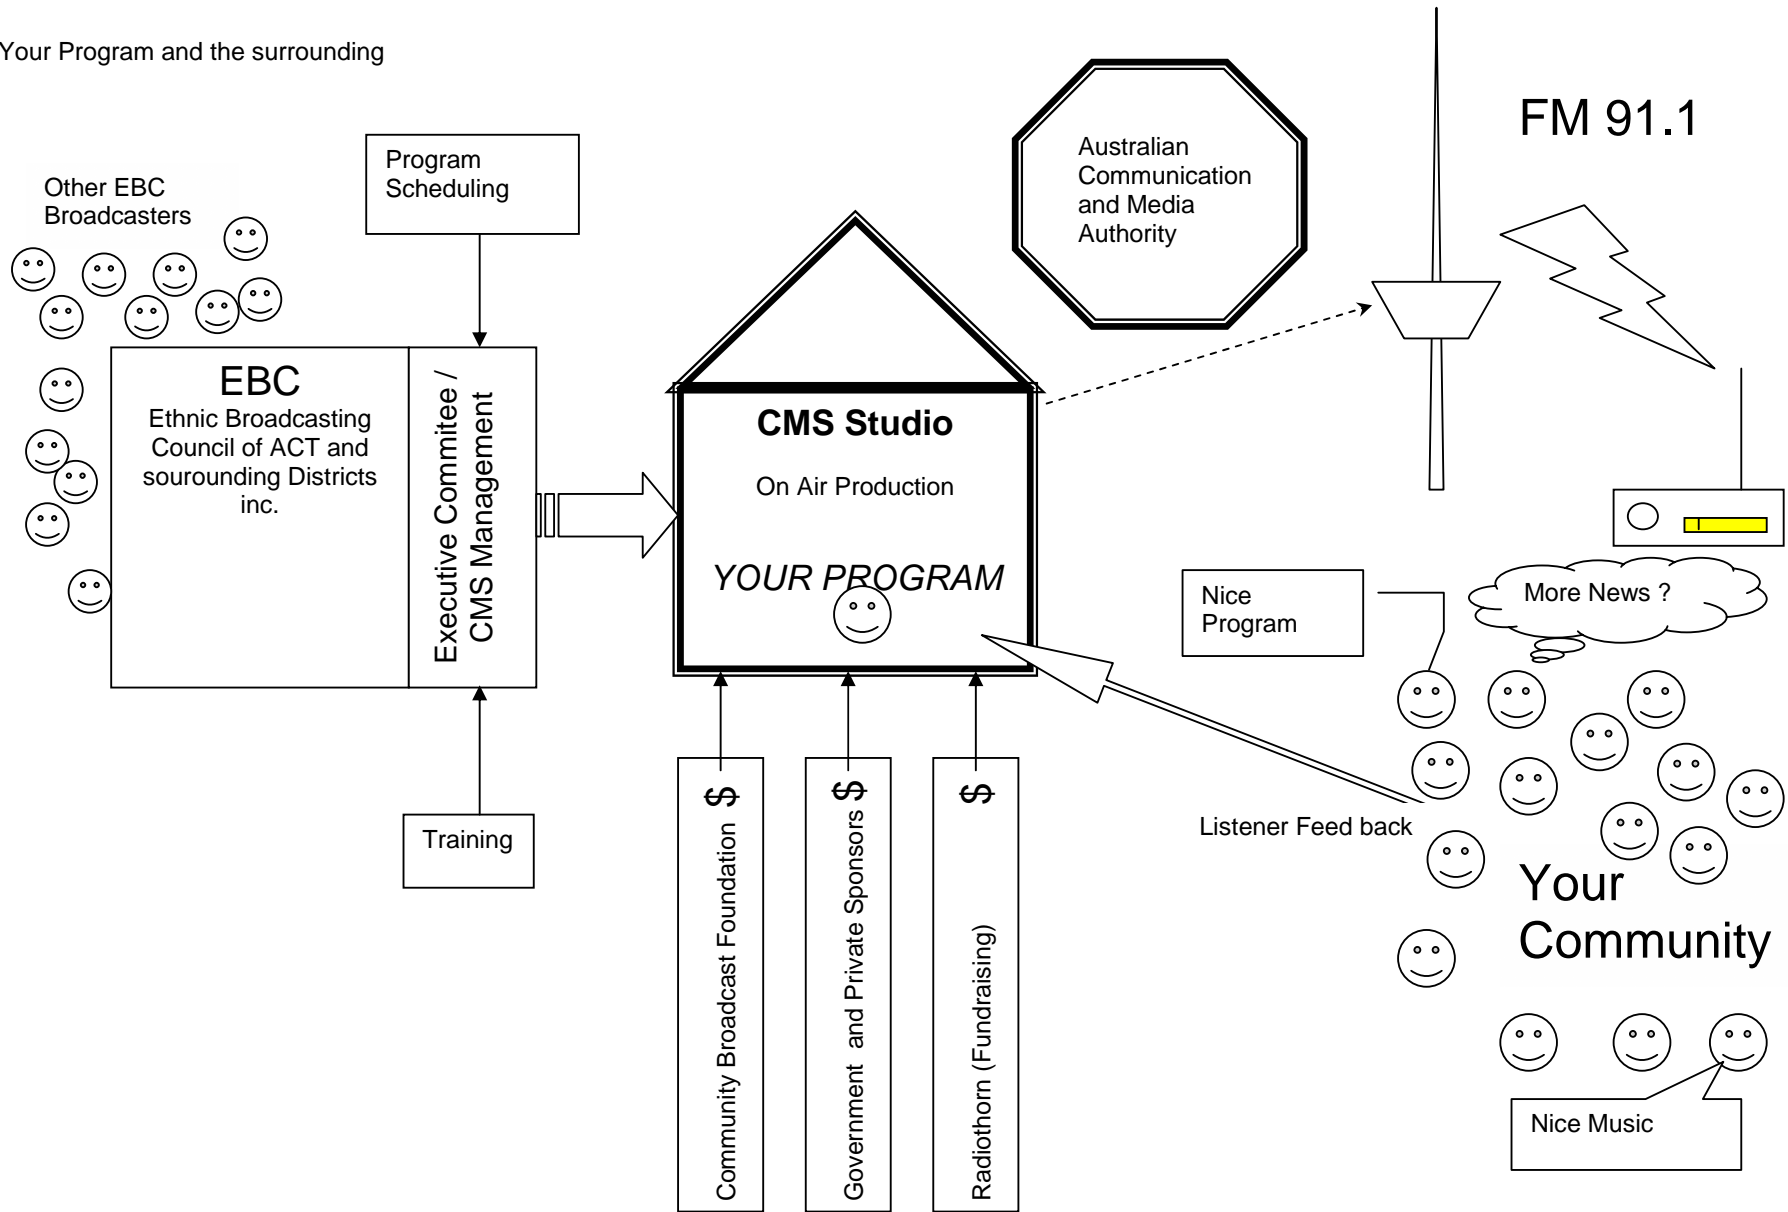 Your Program and the surrounding
Other EBC
Broadcasters
Program
Scheduling
Australian
Communication
and Media
Authority
FM 91.1
EBC
Ethnic Broadcasting
Council of ACT and
sourounding Districts
inc.
Executive Committee /
CMS Management
CMS Studio
On Air Production
YOUR PROGRAM
Nice
Program
More News ?
Training
Listener Feed back
Your
Community
Community Broadcast Foundation $
Government and Private Sponsors $
Radiothorn (Fundraising) $
Nice Music